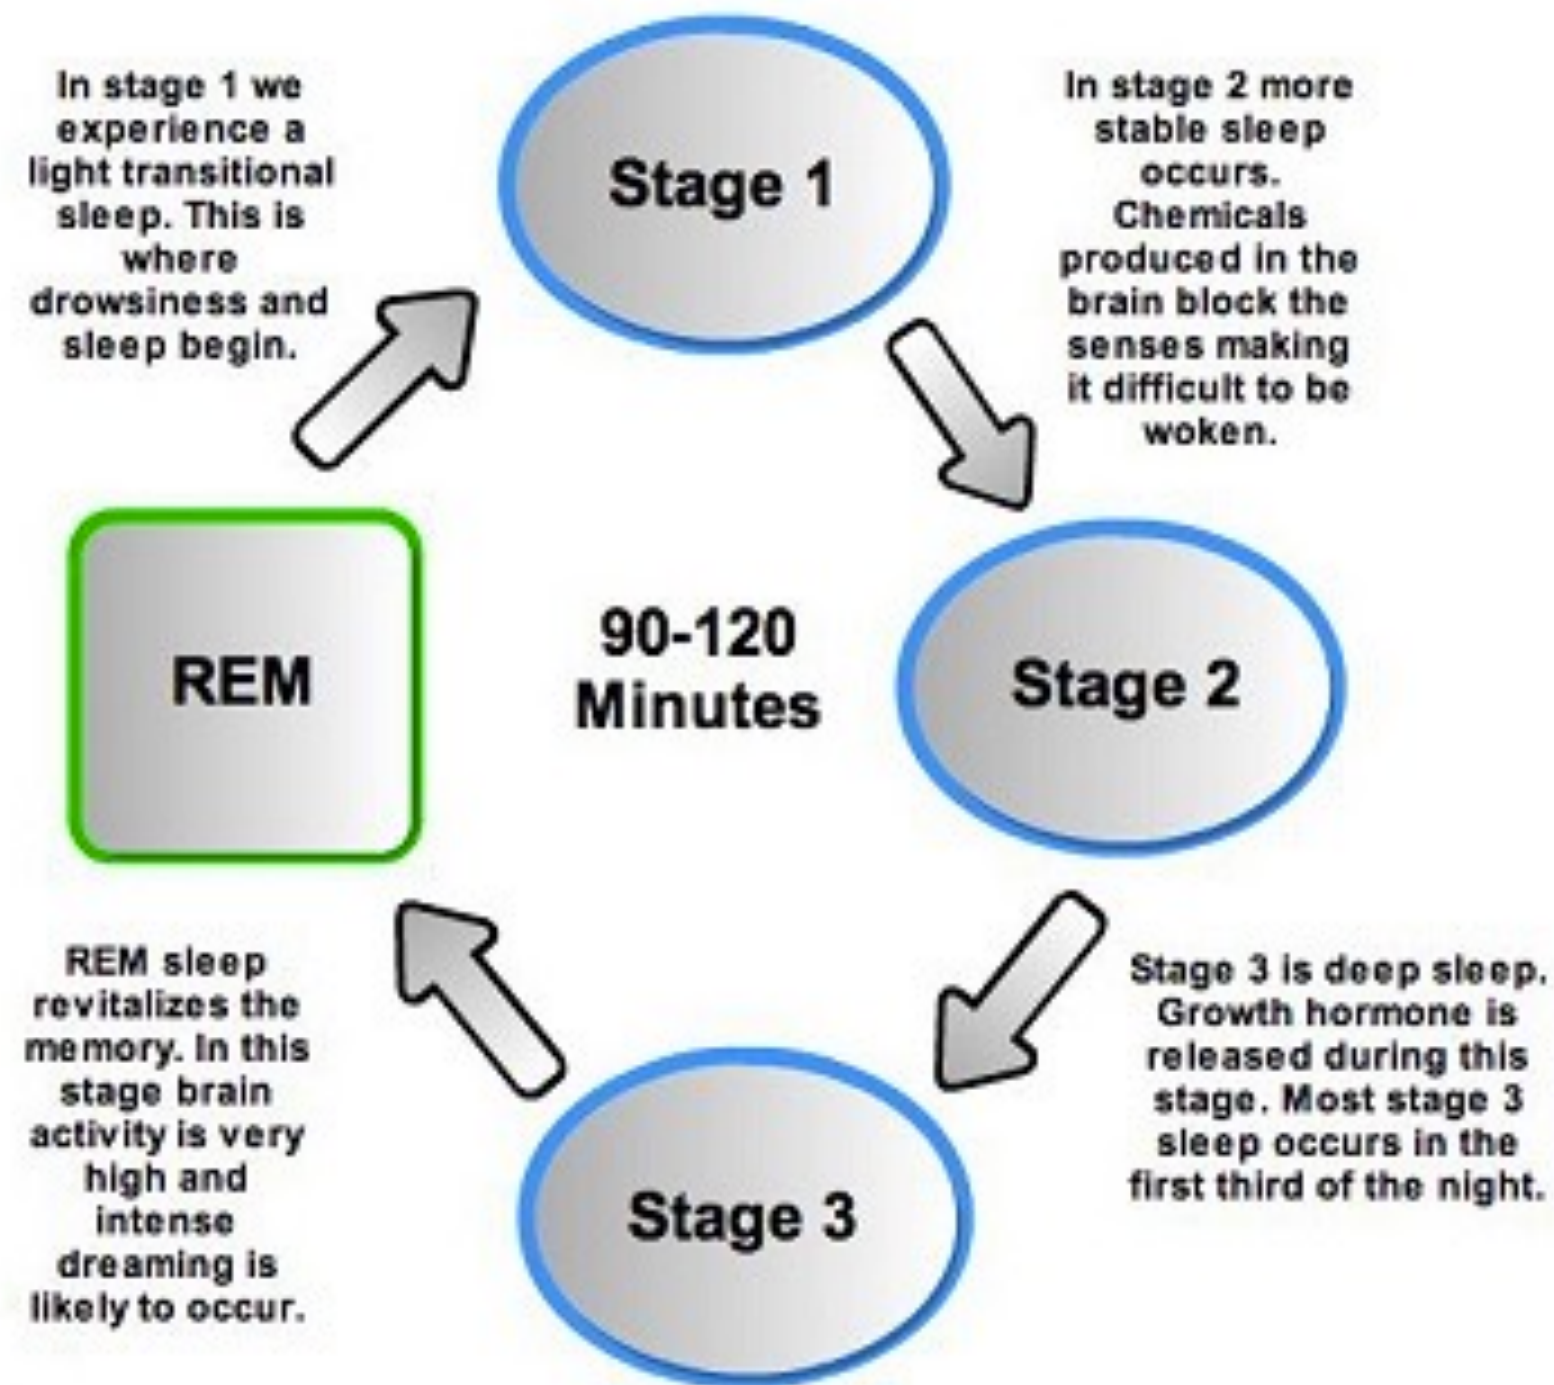 In stage 1 we
experience a
light transitional
sleep. This is
where
drowsiness and
sleep begin.
Stage 1
In stage 2 more
stable sleep
occurs.
Chemicals
produced in the
brain block the
senses making
it difficult to be
woken.
REM
90-120
Minutes
Stage 2
REM sleep
revitalizes the
memory. In this
stage brain
activity is very
high and
intense
dreaming is
likely to occur.
Stage 3
Stage 3 is deep sleep.
Growth hormone is
released during this
stage. Most stage 3
sleep occurs in the
first third of the night.